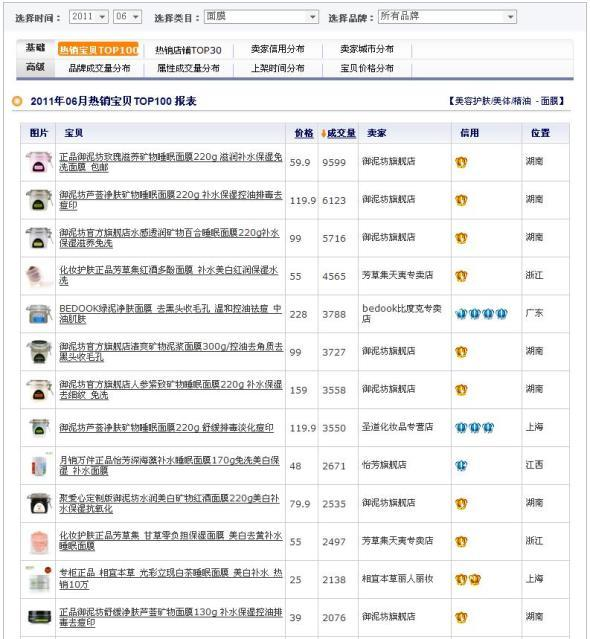 选择时间： 2011 06 选择类目： 面膜 选择品牌： 所有品牌
基础 热销宝贝TOP100 热销店铺TOP30 卖家信用分布 卖家城市分布
高级 品牌成交量分布 属性成交量分布 上架时间分布 宝贝价格分布
2011年06月热销宝贝TOP100 报表 【美容护肤/美体/精油 - 面膜】
图片 宝贝 价格 成交量 卖家 信用 位置
正品御泥坊玫瑰滋养矿物睡眠面膜220g 滋润补水保湿免
洗面膜 包邮
59.9 9599 御泥坊旗舰店 湖南
御泥坊芦荟净肤矿物睡眠面膜220g 补水保湿控油排毒去
痘印
119.9 6123 御泥坊旗舰店 湖南
御泥坊官方旗舰店水感透润矿物百合睡眠面膜220g补水
保湿滋养免洗
99 5716 御泥坊旗舰店 湖南
化妆护肤正品芳草集红酒多酚面膜 补水美白红润保湿水
洗
55 4565 芳草集天夷专卖店 浙江
BEDOOK绿泥净肤面膜 去黑头收毛孔 温和控油祛痘 中
油肌肤
228 3788 bedook比度克专卖
店
广东
御泥坊官方旗舰店清爽矿物泥浆面膜300g/控油去角质去
黑头收毛孔
99 3727 御泥坊旗舰店 湖南
御泥坊官方旗舰店人参紧致矿物睡眠面膜220g 补水保湿
去细纹 免洗
159 3558 御泥坊旗舰店 湖南
御泥坊芦荟净肤矿物睡眠面膜220g 舒缓排毒淡化痘印
119.9 3550 圣道化妆品专营店 上海
月销万件正品怡芳深海藻补水睡眠面膜170g免洗美白保
湿 补水面膜
48 2671 怡芳旗舰店 江西
聚爱心定制版御泥坊水润美白矿物红酒面膜220g美白补
水保湿抗氧化
79.9 2535 御泥坊旗舰店 湖南
化妆护肤正品芳草集 甘草零负担保湿面膜 美白去黄补水
睡眠面膜
55 2497 芳草集天夷专卖店 浙江
专柜正品 相宜本草 光彩立现白茶睡眠面膜 美白补水 热
销10万
25 2138 相宜本草丽人丽妆 上海
正品御泥坊舒缓净肤芦荟矿物面膜130g 补水保湿控油排
毒去痘印
39 2076 御泥坊旗舰店 湖南